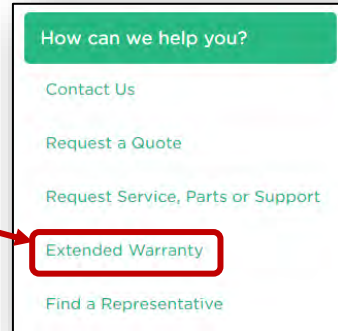 How can we help you?
Contact Us
Request a Quote
Request Service, Parts or Support
Extended Warranty
Find a Representative